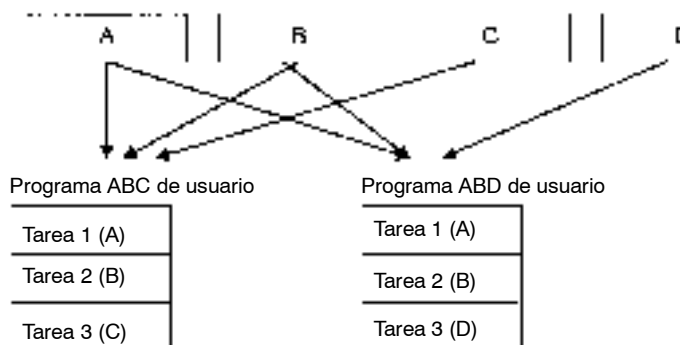 A B C D
Programa ABC de usuario Programa ABD de usuario
Tarea 1 (A) Tarea 1 (A)
Tarea 2 (B) Tarea 2 (B)
Tarea 3 (C) Tarea 3 (D)